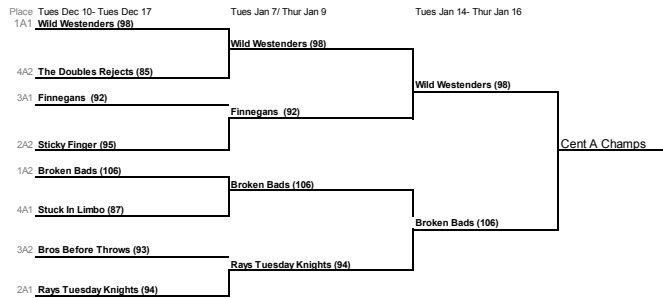 Place Tues Dec 10- Tues Dec 17 Tues Jan 7/ Thur Jan 9 Tues Jan 14- Thur Jan 16
1A1 Wild Westenders (98)
Wild Westenders (98)
4A2 The Doubles Rejects (85)
Wild Westenders (98)
3A1 Finnegans (92)
Finnegans (92)
2A2 Sticky Finger (95)
Cent A Champs
1A2 Broken Bads (106)
Broken Bads (106)
4A1 Stuck In Limbo (87)
Broken Bads (106)
3A2 Bros Before Throws (93)
Rays Tuesday Knights (94)
2A1 Rays Tuesday Knights (94)